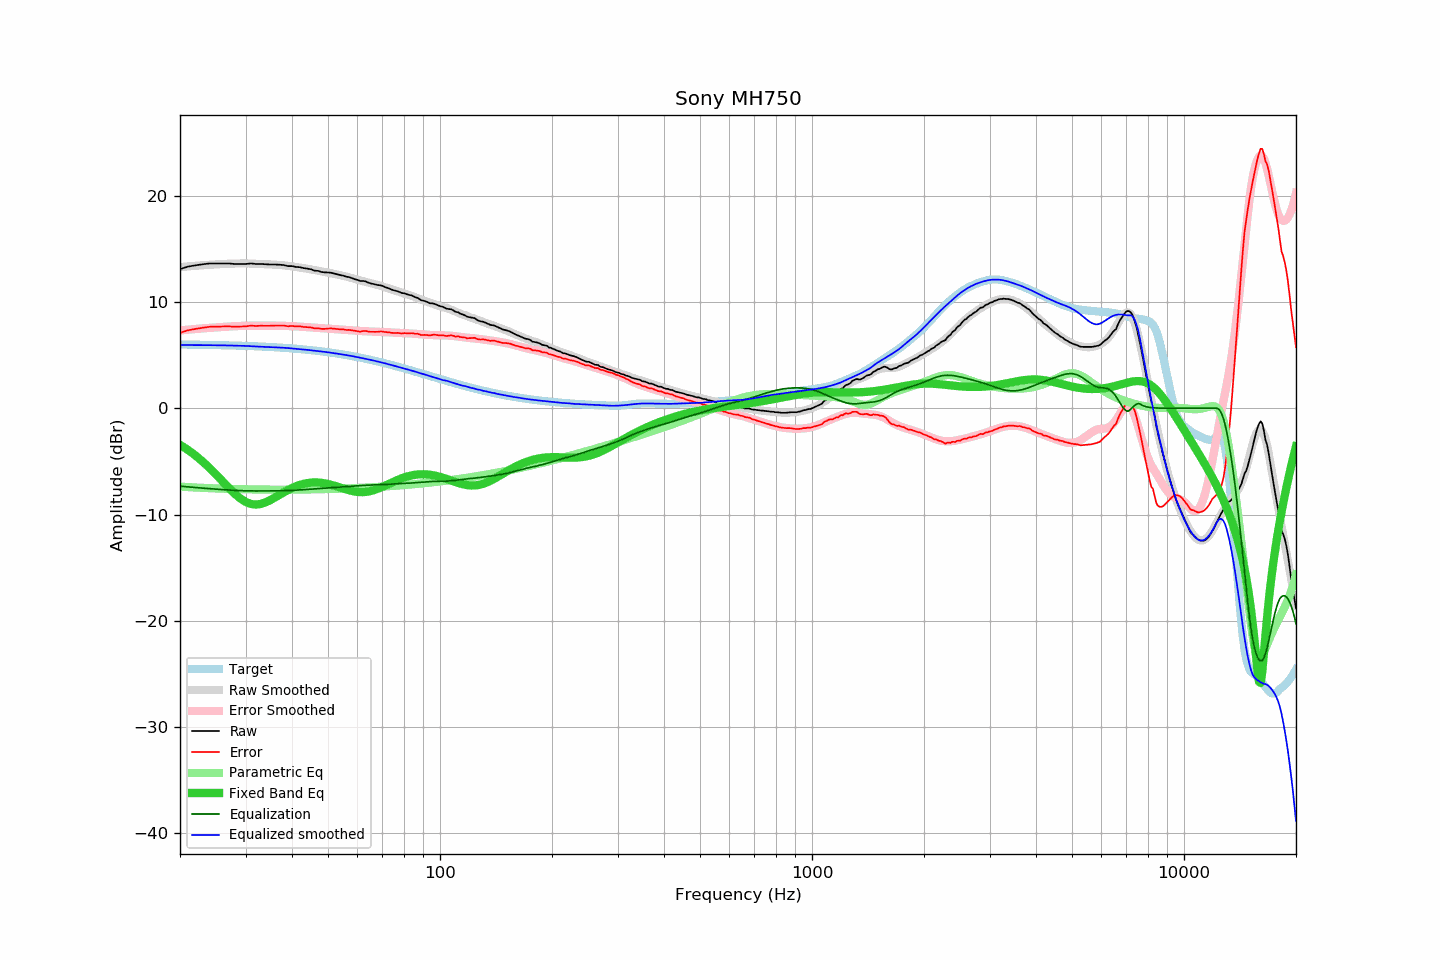 Sony MH750
Amplitude (dBr)
20
10
0
−10
−20
−30
−40
Target
Raw Smoothed
Error Smoothed
Raw
Error
Parametric Eq
Fixed Band Eq
Equalization
Equalized smoothed
100
1000
10000
Frequency (Hz)